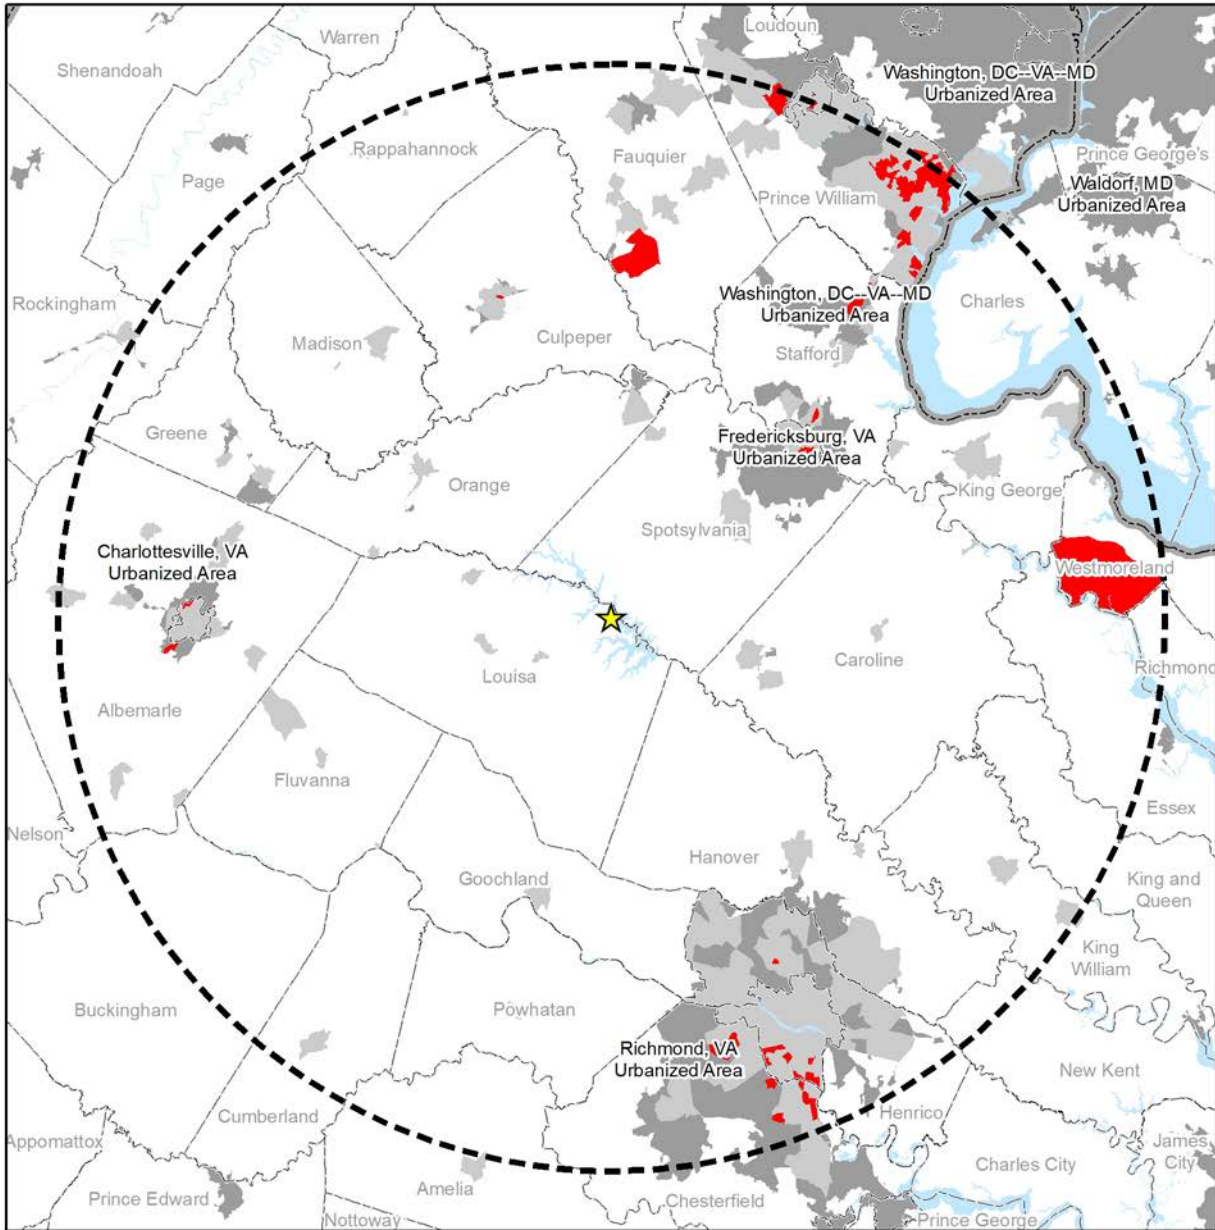 Loudoun
Warren
Shenandoah
Washington, DC--VA--MD
Urbanized Area
Rappahannock
Fauquier
Prince George's
Page
Waldorf, MD
Urbanized Area
Prince William
Rockingham
Washington, DC--VA--MD
Urbanized Area
Charles
Madison
Culpeper
Stafford
Greene
Fredericksburg, VA
Urbanized Area
Orange
King George
Spotsylvania
Charlottesville, VA
Urbanized Area
Westmoreland
Louisa
Caroline
Richmond
Albemarle
Fluvanna
Essex
Nelson
Hanover
Goochland
King and
Queen
King
William
Buckingham
Powhatan
Richmond, VA
Urbanized Area
New Kent
Cumberland
Henrico
Appomattox
James
City
Charles City
Prince Edward
Amelia
Chesterfield
Nottoway
Prince George